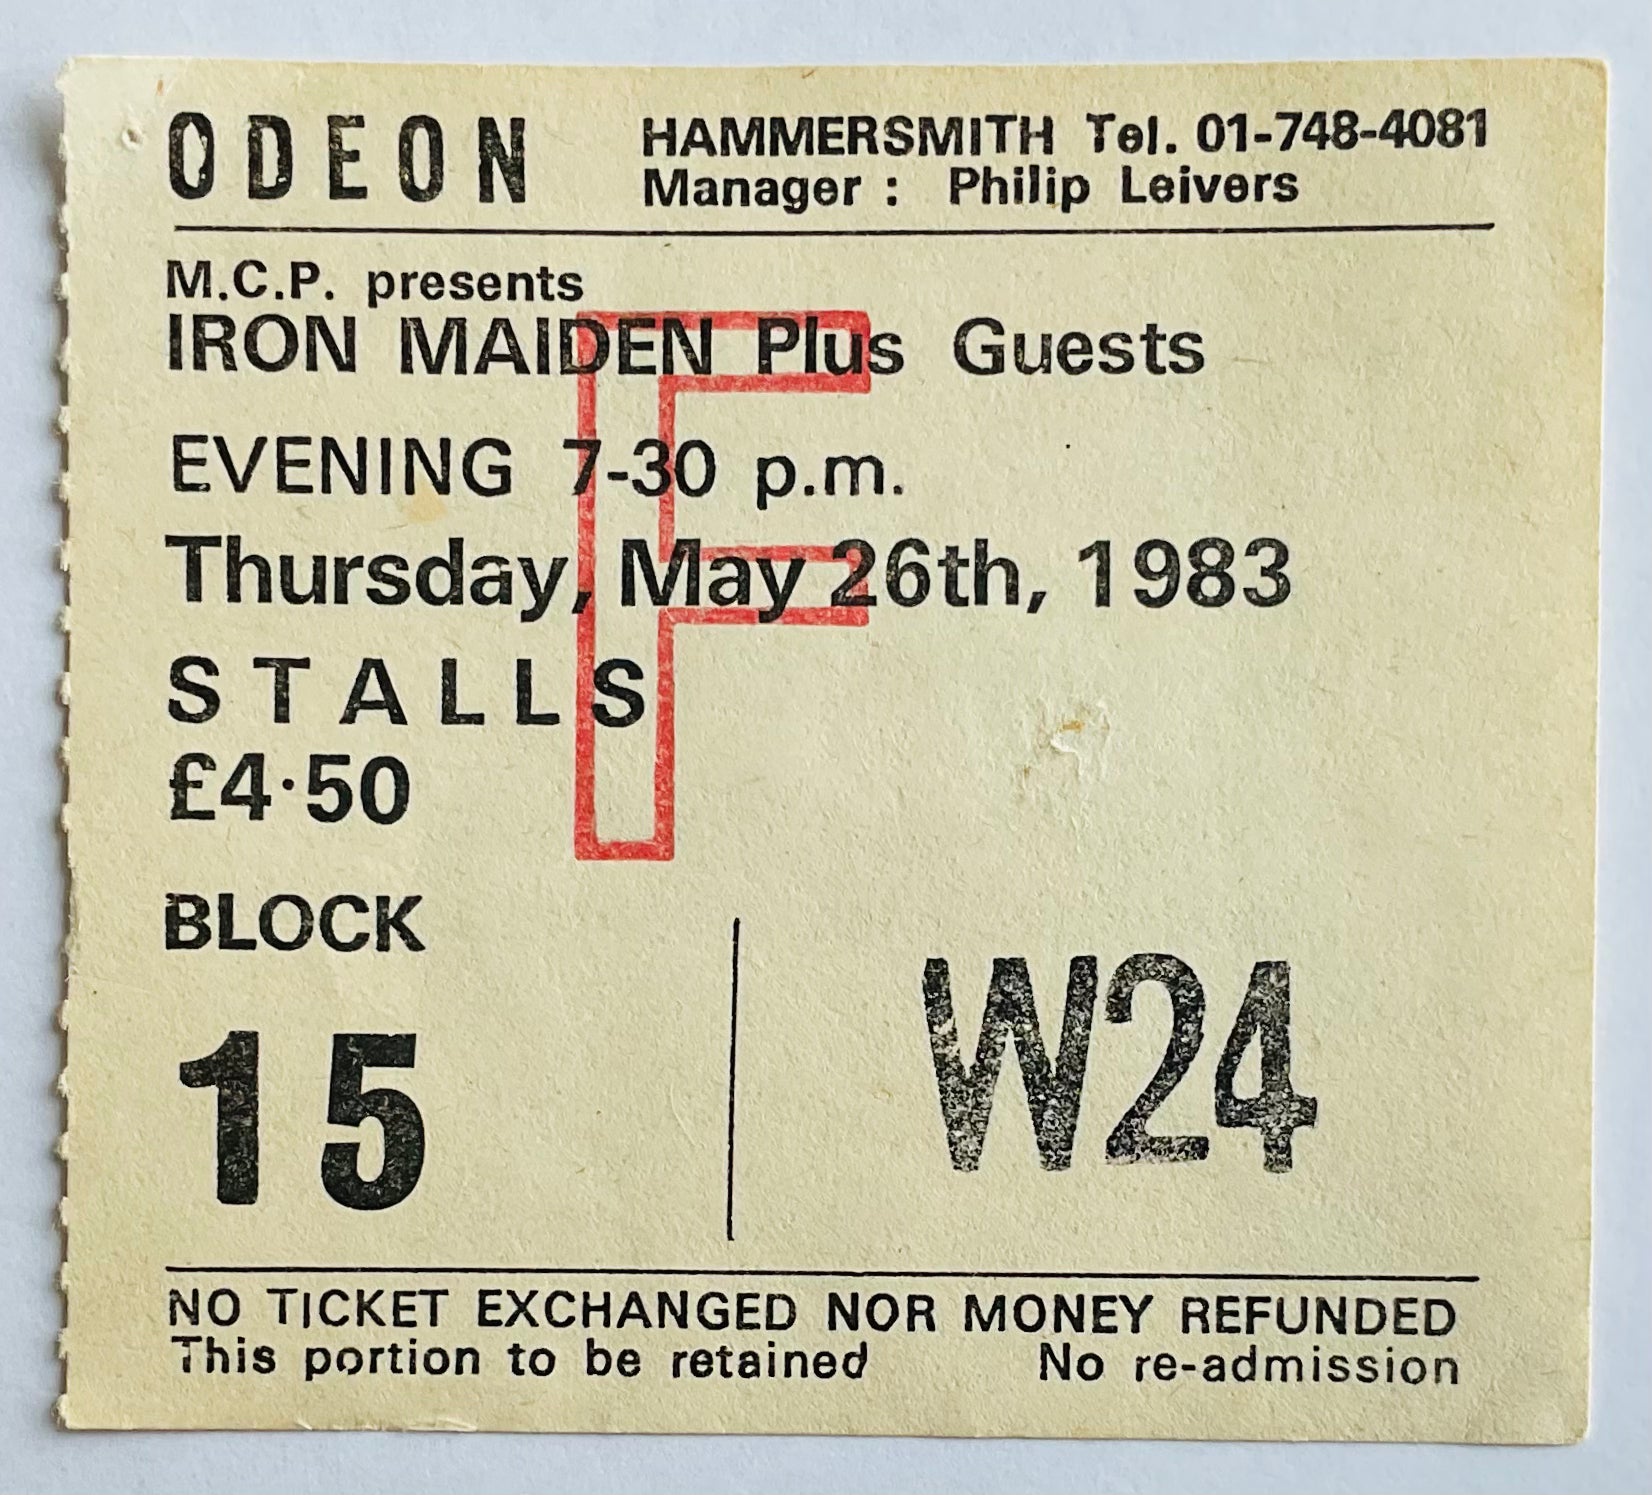 ODEON HAMMERSMITH Tel. 01-748-4081
Manager : Philip Leivers
M.C.P. presents
IRON MAIDEN Plus Guests
EVENING 7-30 p.m.
Thursday, May 26th, 1983
STALLS
£4·50
F
BLOCK
15 W24
NO TICKET EXCHANGED NOR MONEY REFUNDED
This portion to be retained No re-admission